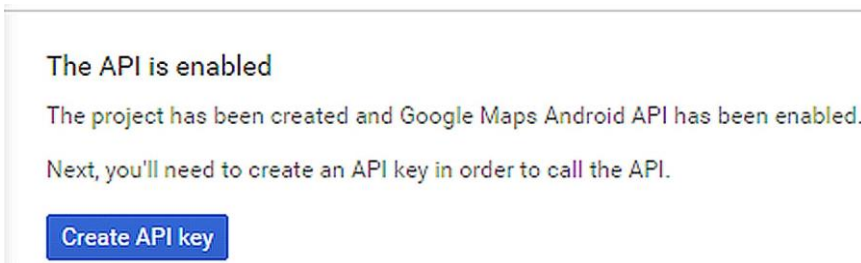 The API is enabled
The project has been created and Google Maps Android API has been enabled.
Next, you'll need to create an API key in order to call the API.
Create API key